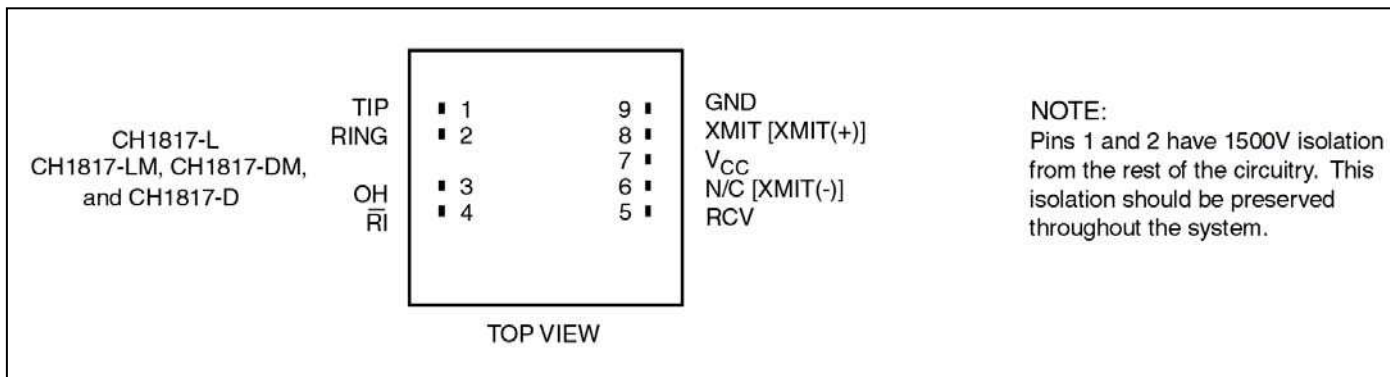 CH1817-L
CH1817-LM, CH1817-DM,
and CH1817-D
TIP 1
RING 2
OH 3
R̅I̅ 4
9 GND
8 XMIT [XMIT(+)]
7 VCC
6 N/C [XMIT(-)]
5 RCV
TOP VIEW
NOTE:
Pins 1 and 2 have 1500V isolation
from the rest of the circuitry. This
isolation should be preserved
throughout the system.